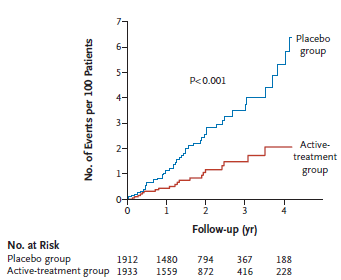 7
6
5
4
3
2
1
0
No. of Events per 100 Patients
P<0.001
Placebo
group
Active-
treatment
group
0 1 2 3 4
Follow-up (yr)
No. at Risk
Placebo group 1912 1480 794 367 188
Active-treatment group 1933 1559 872 416 228